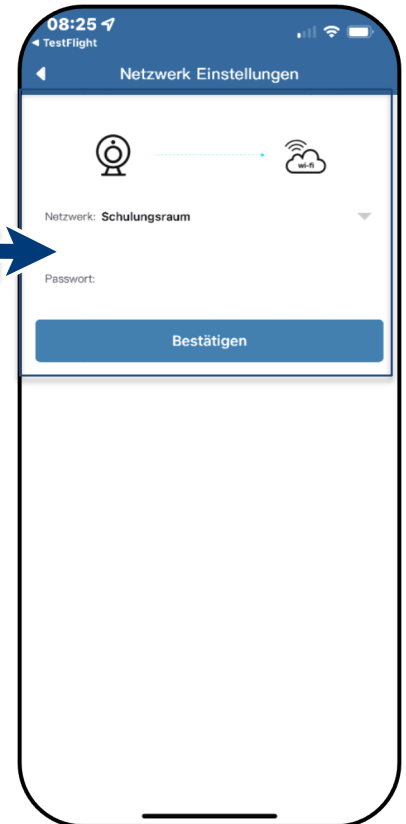 08:25
◀ TestFlight
Netzwerk Einstellungen
wi-fi
Netzwerk: Schulungsraum
Passwort:
Bestätigen